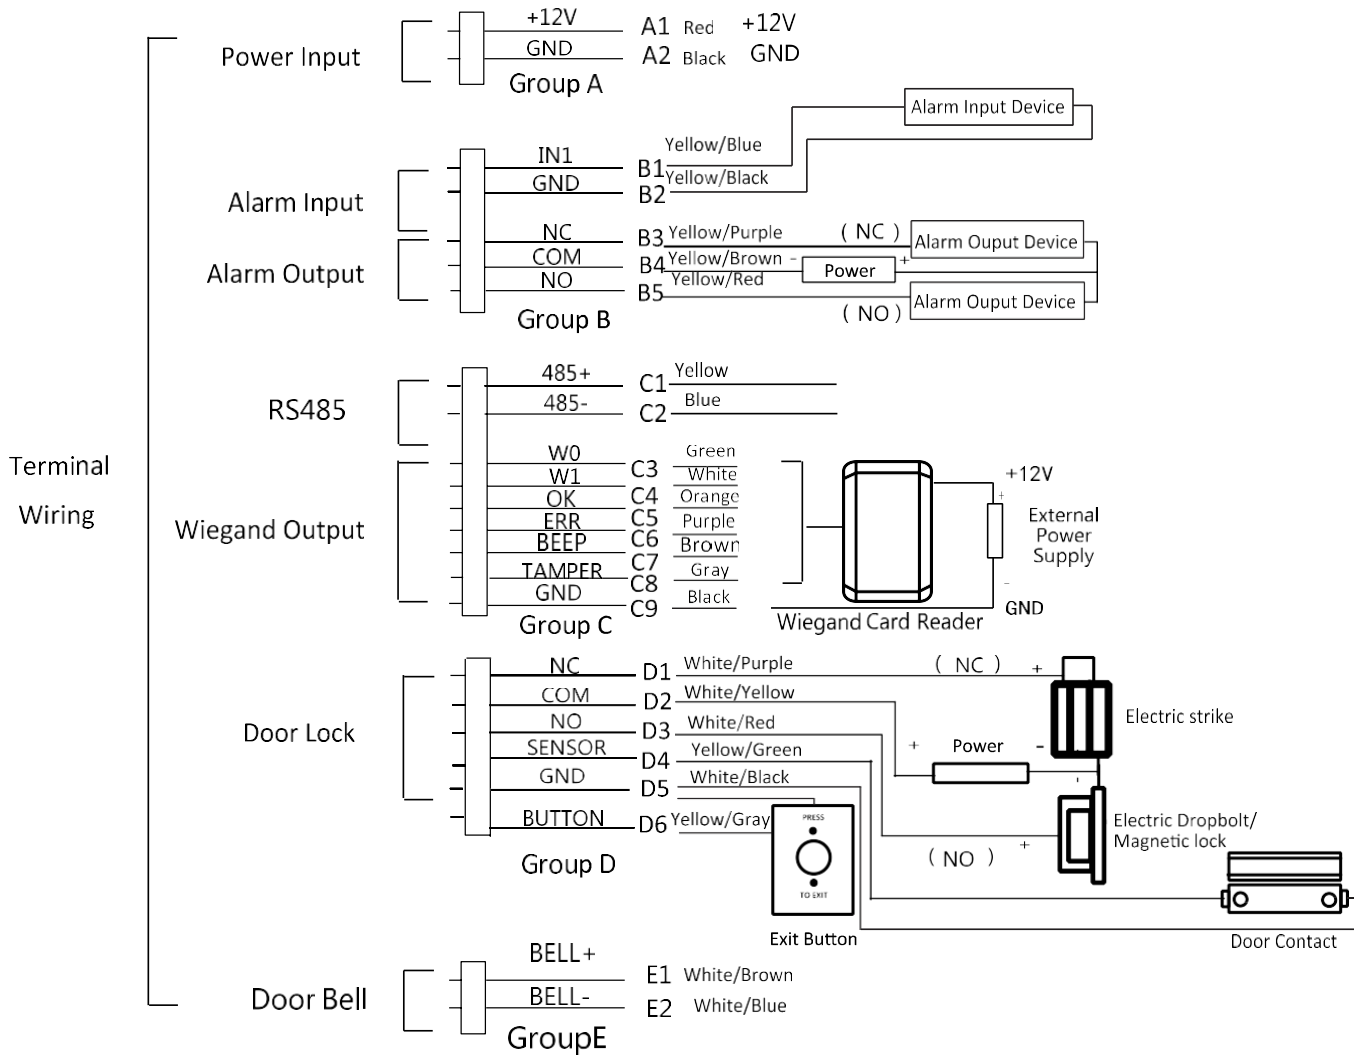 +12V A1 Red +12V
Power Input GND A2 Black GND
Group A
Alarm Input Device
Yellow/Blue
IN1 B1
Alarm Input GND B2 Yellow/Black
NC B3 Yellow/Purple ( NC ) Alarm Ouput Device
Alarm Output COM B4 Yellow/Brown - Power +
NO B5 Yellow/Red Alarm Ouput Device
( NO )
Group B
485+ C1 Yellow
RS485 485- C2 Blue
Terminal
Wiring
Wiegand Output
W0 C3 Green
W1 C4 White
OK C5 Orange
ERR C6 Purple
BEEP C7 Brown
TAMPER C8 Gray
GND C9 Black
Group C
+12V
+
External
Power
Supply
-
GND
Wiegand Card Reader
NC D1 White/Purple ( NC ) +
COM D2 White/Yellow
Door Lock NO D3 White/Red
SENSOR D4 Yellow/Green
GND D5 White/Black
BUTTON D6 Yellow/Gray
Group D
Electric strike
+ Power -
-
Electric Dropbolt/
Magnetic lock
( NO ) +
PRESS
TO EXIT
Exit Button
Door Contact
BELL+ E1 White/Brown
Door Bell BELL- E2 White/Blue
GroupE